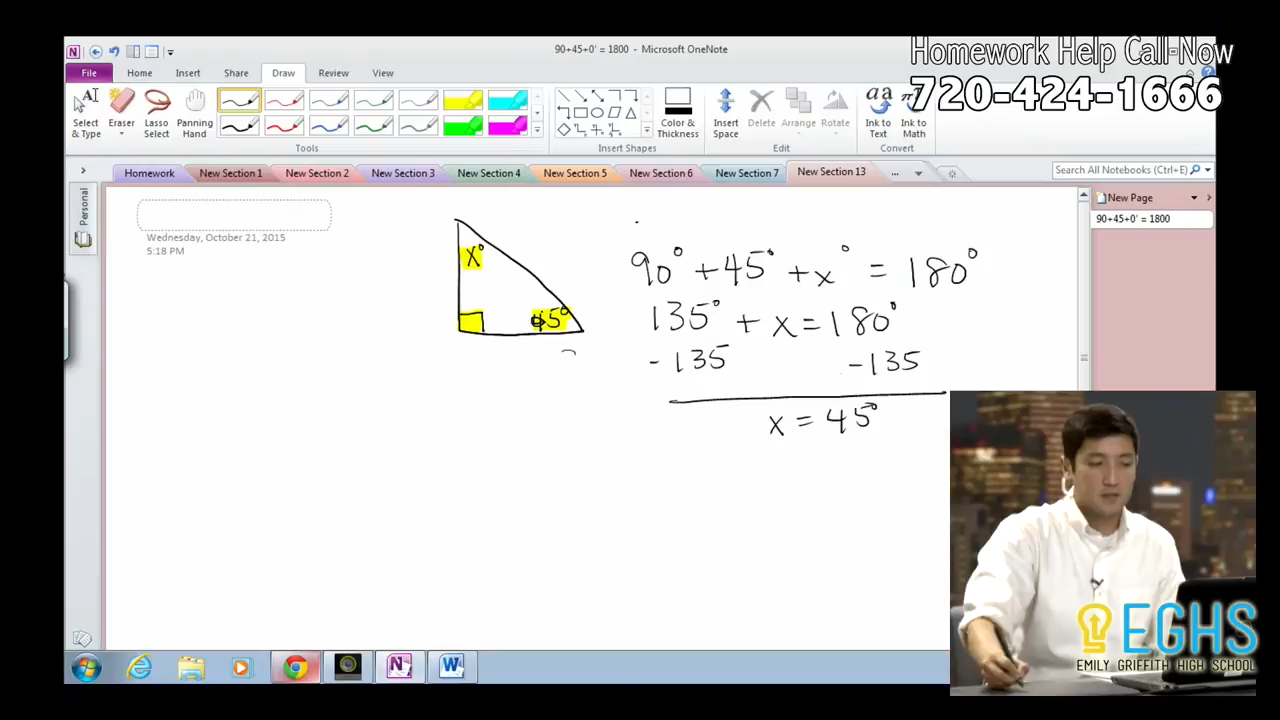 90+45+0' = 1800 - Microsoft OneNote
Homework Help Call-Now
720-424-1666
File Home Insert Share Draw Review View
Select & Type
Eraser
Lasso Select
Panning Hand
Color & Thickness
Insert Space
Delete
Arrange
Rotate
Ink to Text
Ink to Math
Tools
Insert Shapes
Edit
Convert
Homework New Section 1 New Section 2 New Section 3 New Section 4 New Section 5 New Section 6 New Section 7 New Section 13 ...
Search All Notebooks (Ctrl+E)
Personal
New Page
90+45+0' = 1800
Wednesday, October 21, 2015
5:18 PM
x°
45°
90° + 45° + x° = 180°
135° + x = 180°
-135 -135
x = 45°
EGHS
EMILY GRIFFITH HIGH SCHOOL